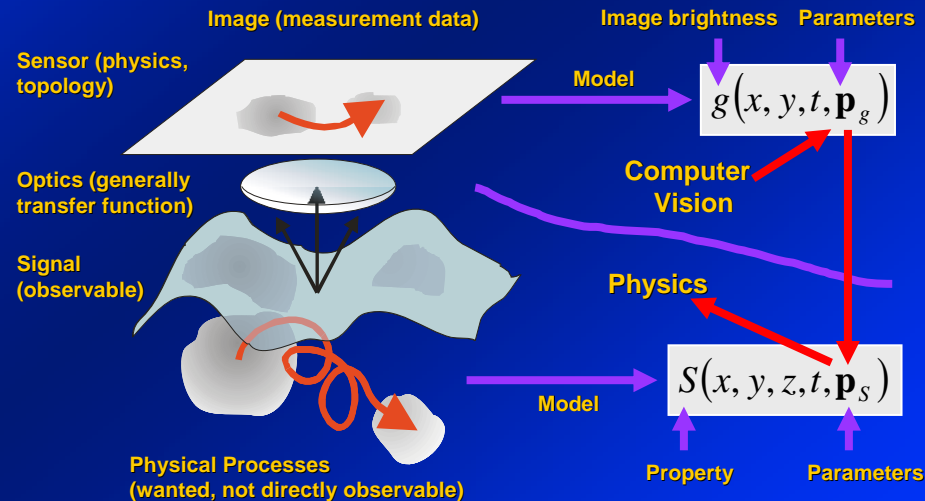 Image (measurement data)
Image brightness
Parameters
Sensor (physics,
topology)
Model
g(x, y, t, p_g)
Optics (generally
transfer function)
Computer
Vision
Signal
(observable)
Physics
S(x, y, z, t, p_S)
Model
Physical Processes
(wanted, not directly observable)
Property
Parameters